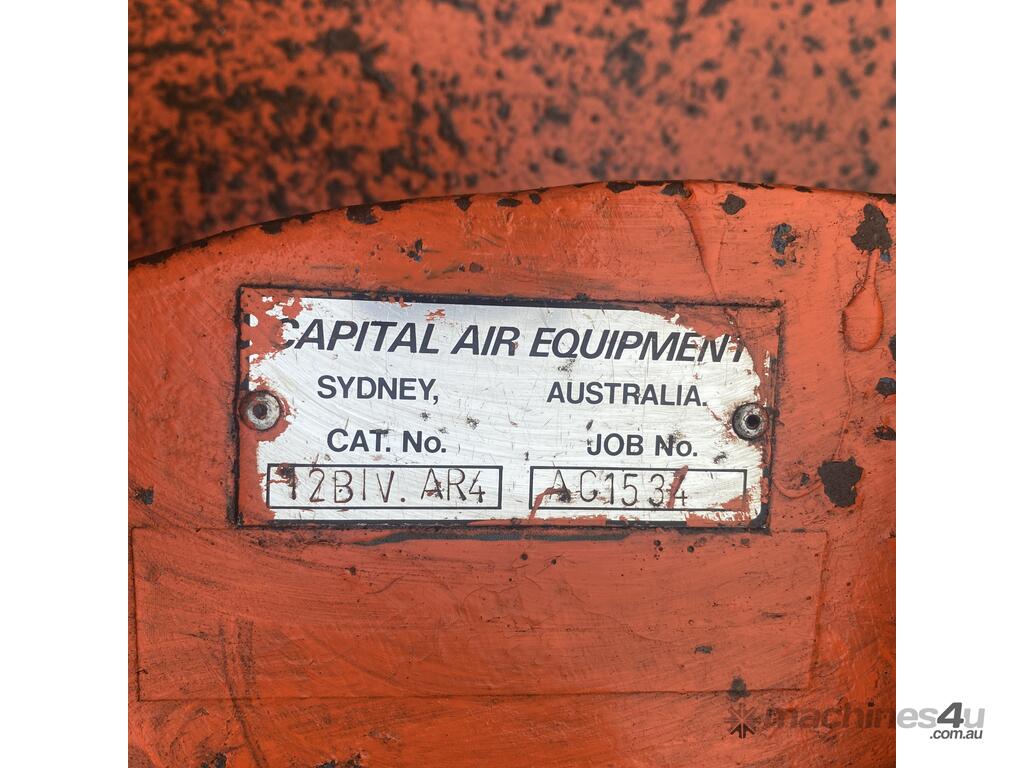 CAPITAL AIR EQUIPMENT
SYDNEY, AUSTRALIA.
CAT. No. JOB No.
12BIV. AR4 AC1534
machines4u
.com.au